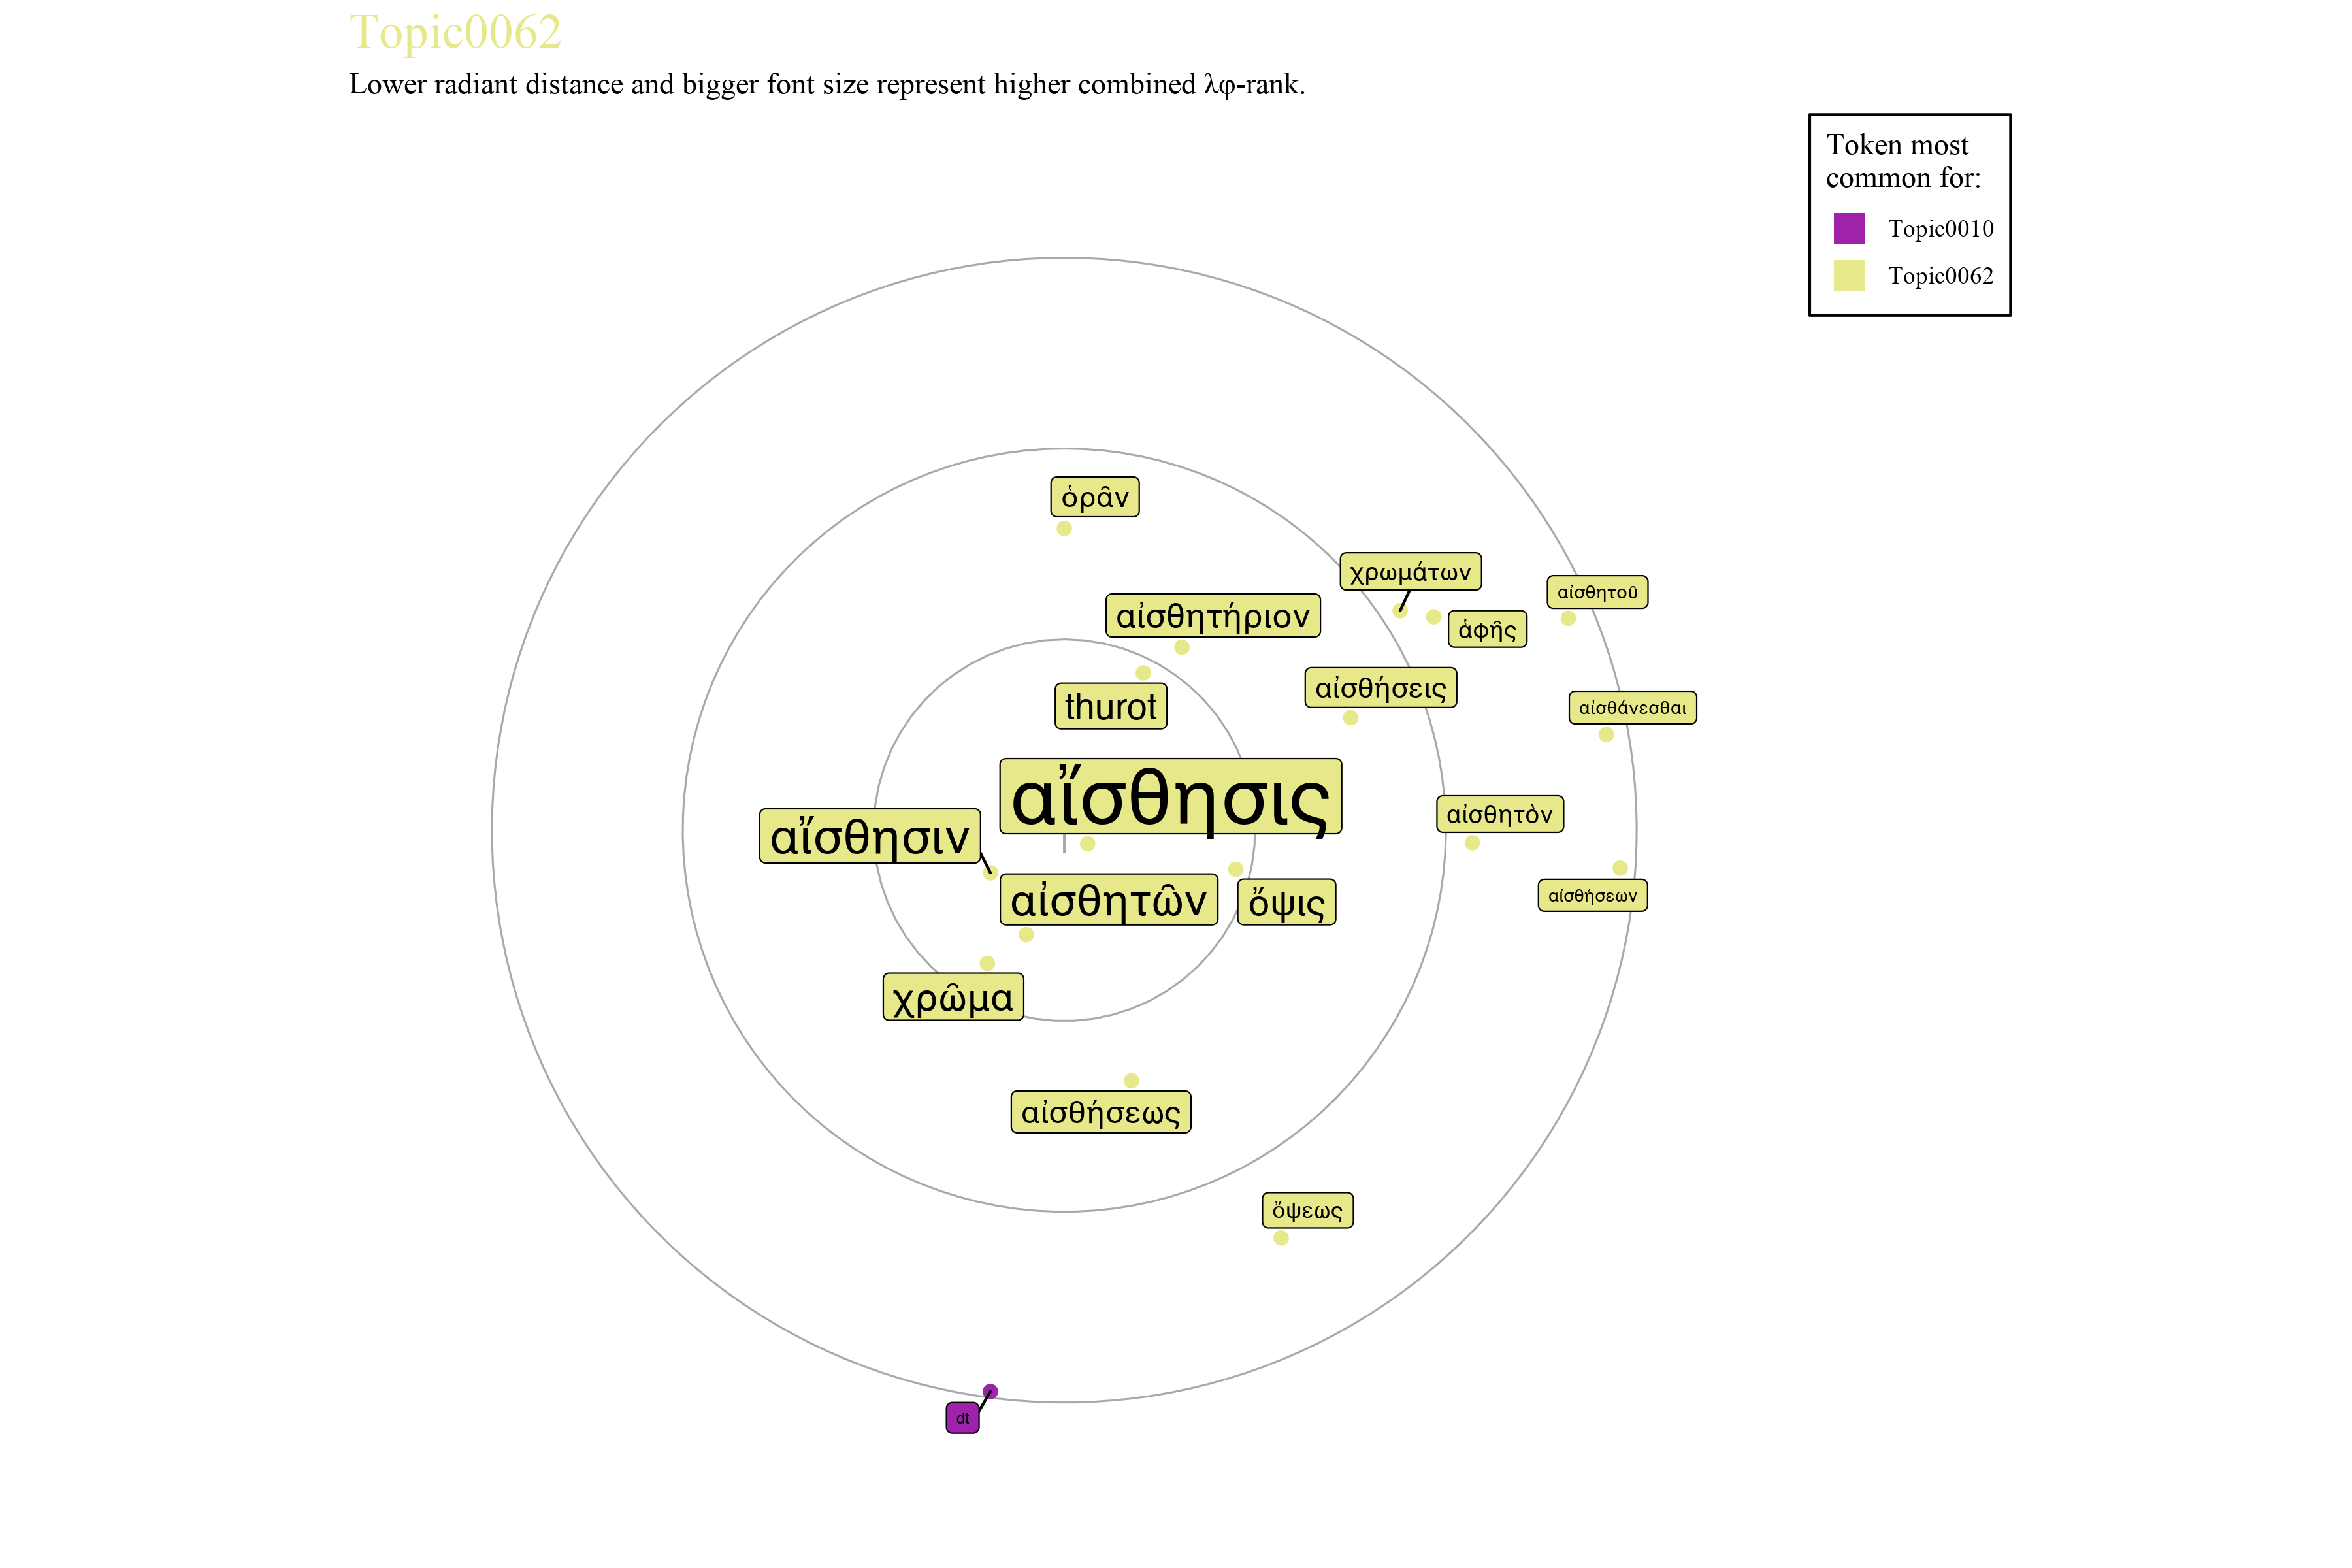 Topic0062
Lower radiant distance and bigger font size represent higher combined λφ-rank.
Token most
common for:
Topic0010
Topic0062
ὁρᾶν
χρωμάτων
αἰσθητοῦ
αἰσθητήριον
ἁφῆς
αἰσθήσεις
thurot
αἰσθάνεσθαι
αἴσθησις
αἰσθητὸν
αἴσθησιν
αἰσθητῶν
ὄψις
αἰσθήσεων
χρῶμα
αἰσθήσεως
ὄψεως
dt